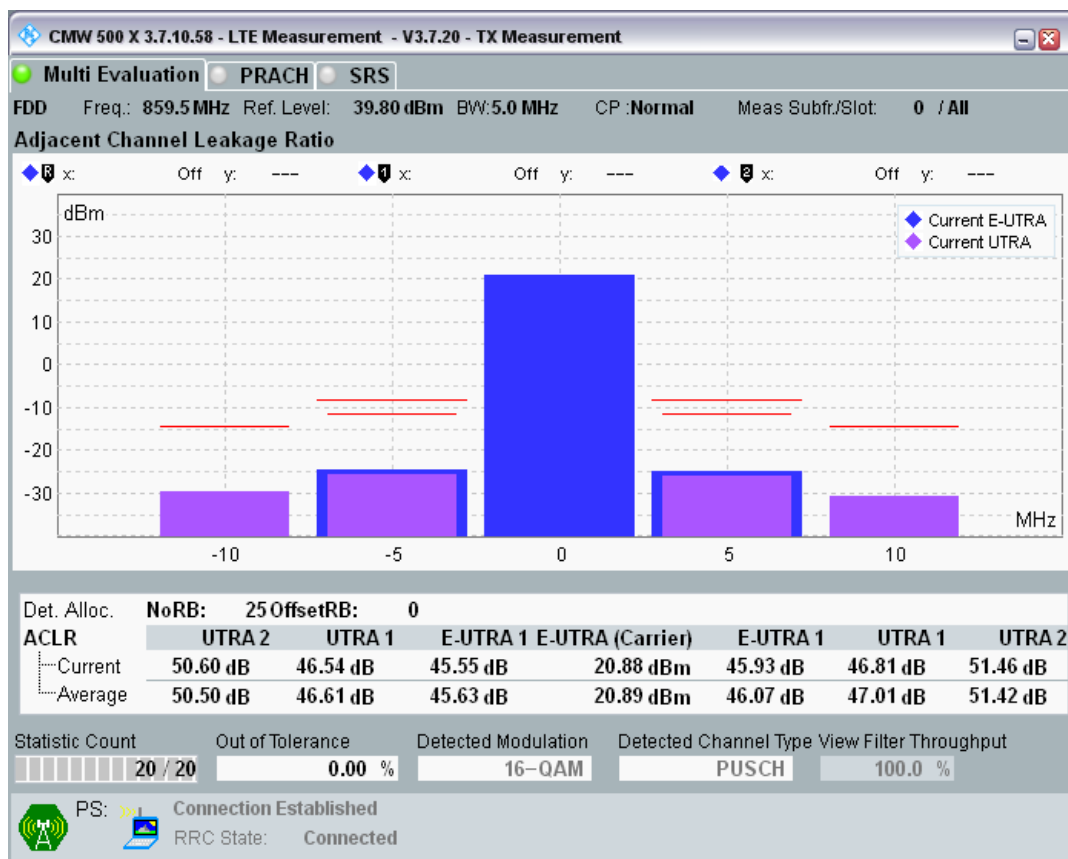 CMW 500 X 3.7.10.58 - LTE Measurement - V3.7.20 - TX Measurement
Multi Evaluation PRACH SRS
FDD Freq.: 859.5 MHz Ref. Level: 39.80 dBm BW:5.0 MHz CP :Normal Meas Subfr./Slot: 0 / All
Adjacent Channel Leakage Ratio
R x: Off y: --- 1 x: Off y: --- 2 x: Off y: ---
dBm
Current E-UTRA
Current UTRA
30
20
10
0
-10
-20
-30
MHz
-10 -5 0 5 10
Det. Alloc. NoRB: 25 OffsetRB: 0
ACLR UTRA 2 UTRA 1 E-UTRA 1 E-UTRA (Carrier) E-UTRA 1 UTRA 1 UTRA 2
Current 50.60 dB 46.54 dB 45.55 dB 20.88 dBm 45.93 dB 46.81 dB 51.46 dB
Average 50.50 dB 46.61 dB 45.63 dB 20.89 dBm 46.07 dB 47.01 dB 51.42 dB
Statistic Count Out of Tolerance Detected Modulation Detected Channel Type View Filter Throughput
20 / 20 0.00 % 16-QAM PUSCH 100.0 %
PS: Connection Established
RRC State: Connected